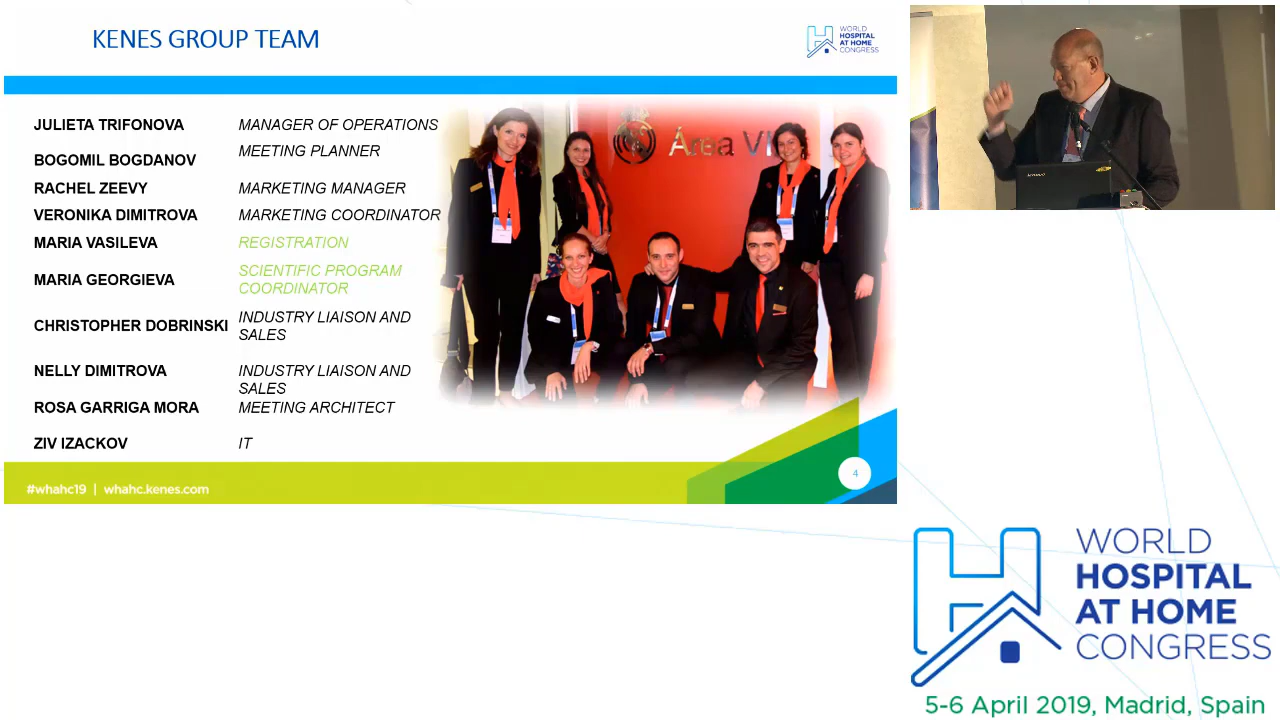 KENES GROUP TEAM
WORLD
HOSPITAL
AT HOME
CONGRESS
JULIETA TRIFONOVA MANAGER OF OPERATIONS
BOGOMIL BOGDANOV MEETING PLANNER
RACHEL ZEEVY MARKETING MANAGER
VERONIKA DIMITROVA MARKETING COORDINATOR
MARIA VASILEVA REGISTRATION
MARIA GEORGIEVA SCIENTIFIC PROGRAM
COORDINATOR
CHRISTOPHER DOBRINSKI INDUSTRY LIAISON AND
SALES
NELLY DIMITROVA INDUSTRY LIAISON AND
SALES
ROSA GARRIGA MORA MEETING ARCHITECT
ZIV IZACKOV IT
Área VI
#whahc19 | whahc.kenes.com
4
WORLD
HOSPITAL
AT HOME
CONGRESS
5-6 April 2019, Madrid, Spain